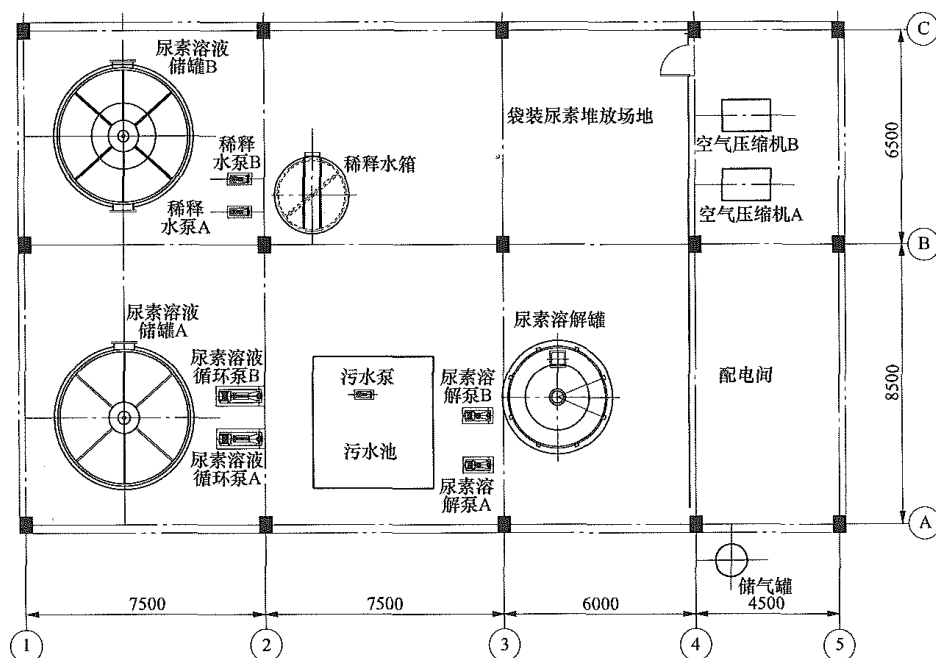 C
尿素溶液
储罐B
袋装尿素堆放场地
空气压缩机B
稀释
水泵B
稀释水箱
6500
稀释
水泵A
空气压缩机A
B
尿素溶液
储罐A
尿素溶解罐
尿素溶液
循环泵B
污水泵
尿素溶
解泵B
配电间
8500
污水池
尿素溶液
循环泵A
尿素溶
解泵A
A
储气罐
7500
7500
6000
4500
1
2
3
4
5